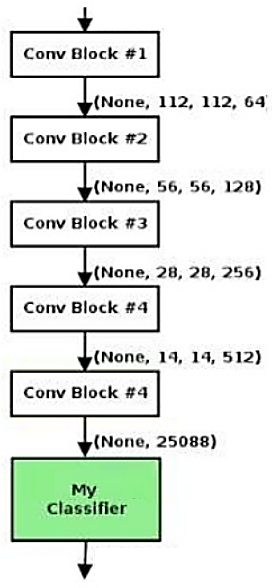 Conv Block #1
(None, 112, 112, 64
Conv Block #2
(None, 56, 56, 128)
Conv Block #3
(None, 28, 28, 256)
Conv Block #4
(None, 14, 14, 512)
Conv Block #4
(None, 25088)
My
Classifier